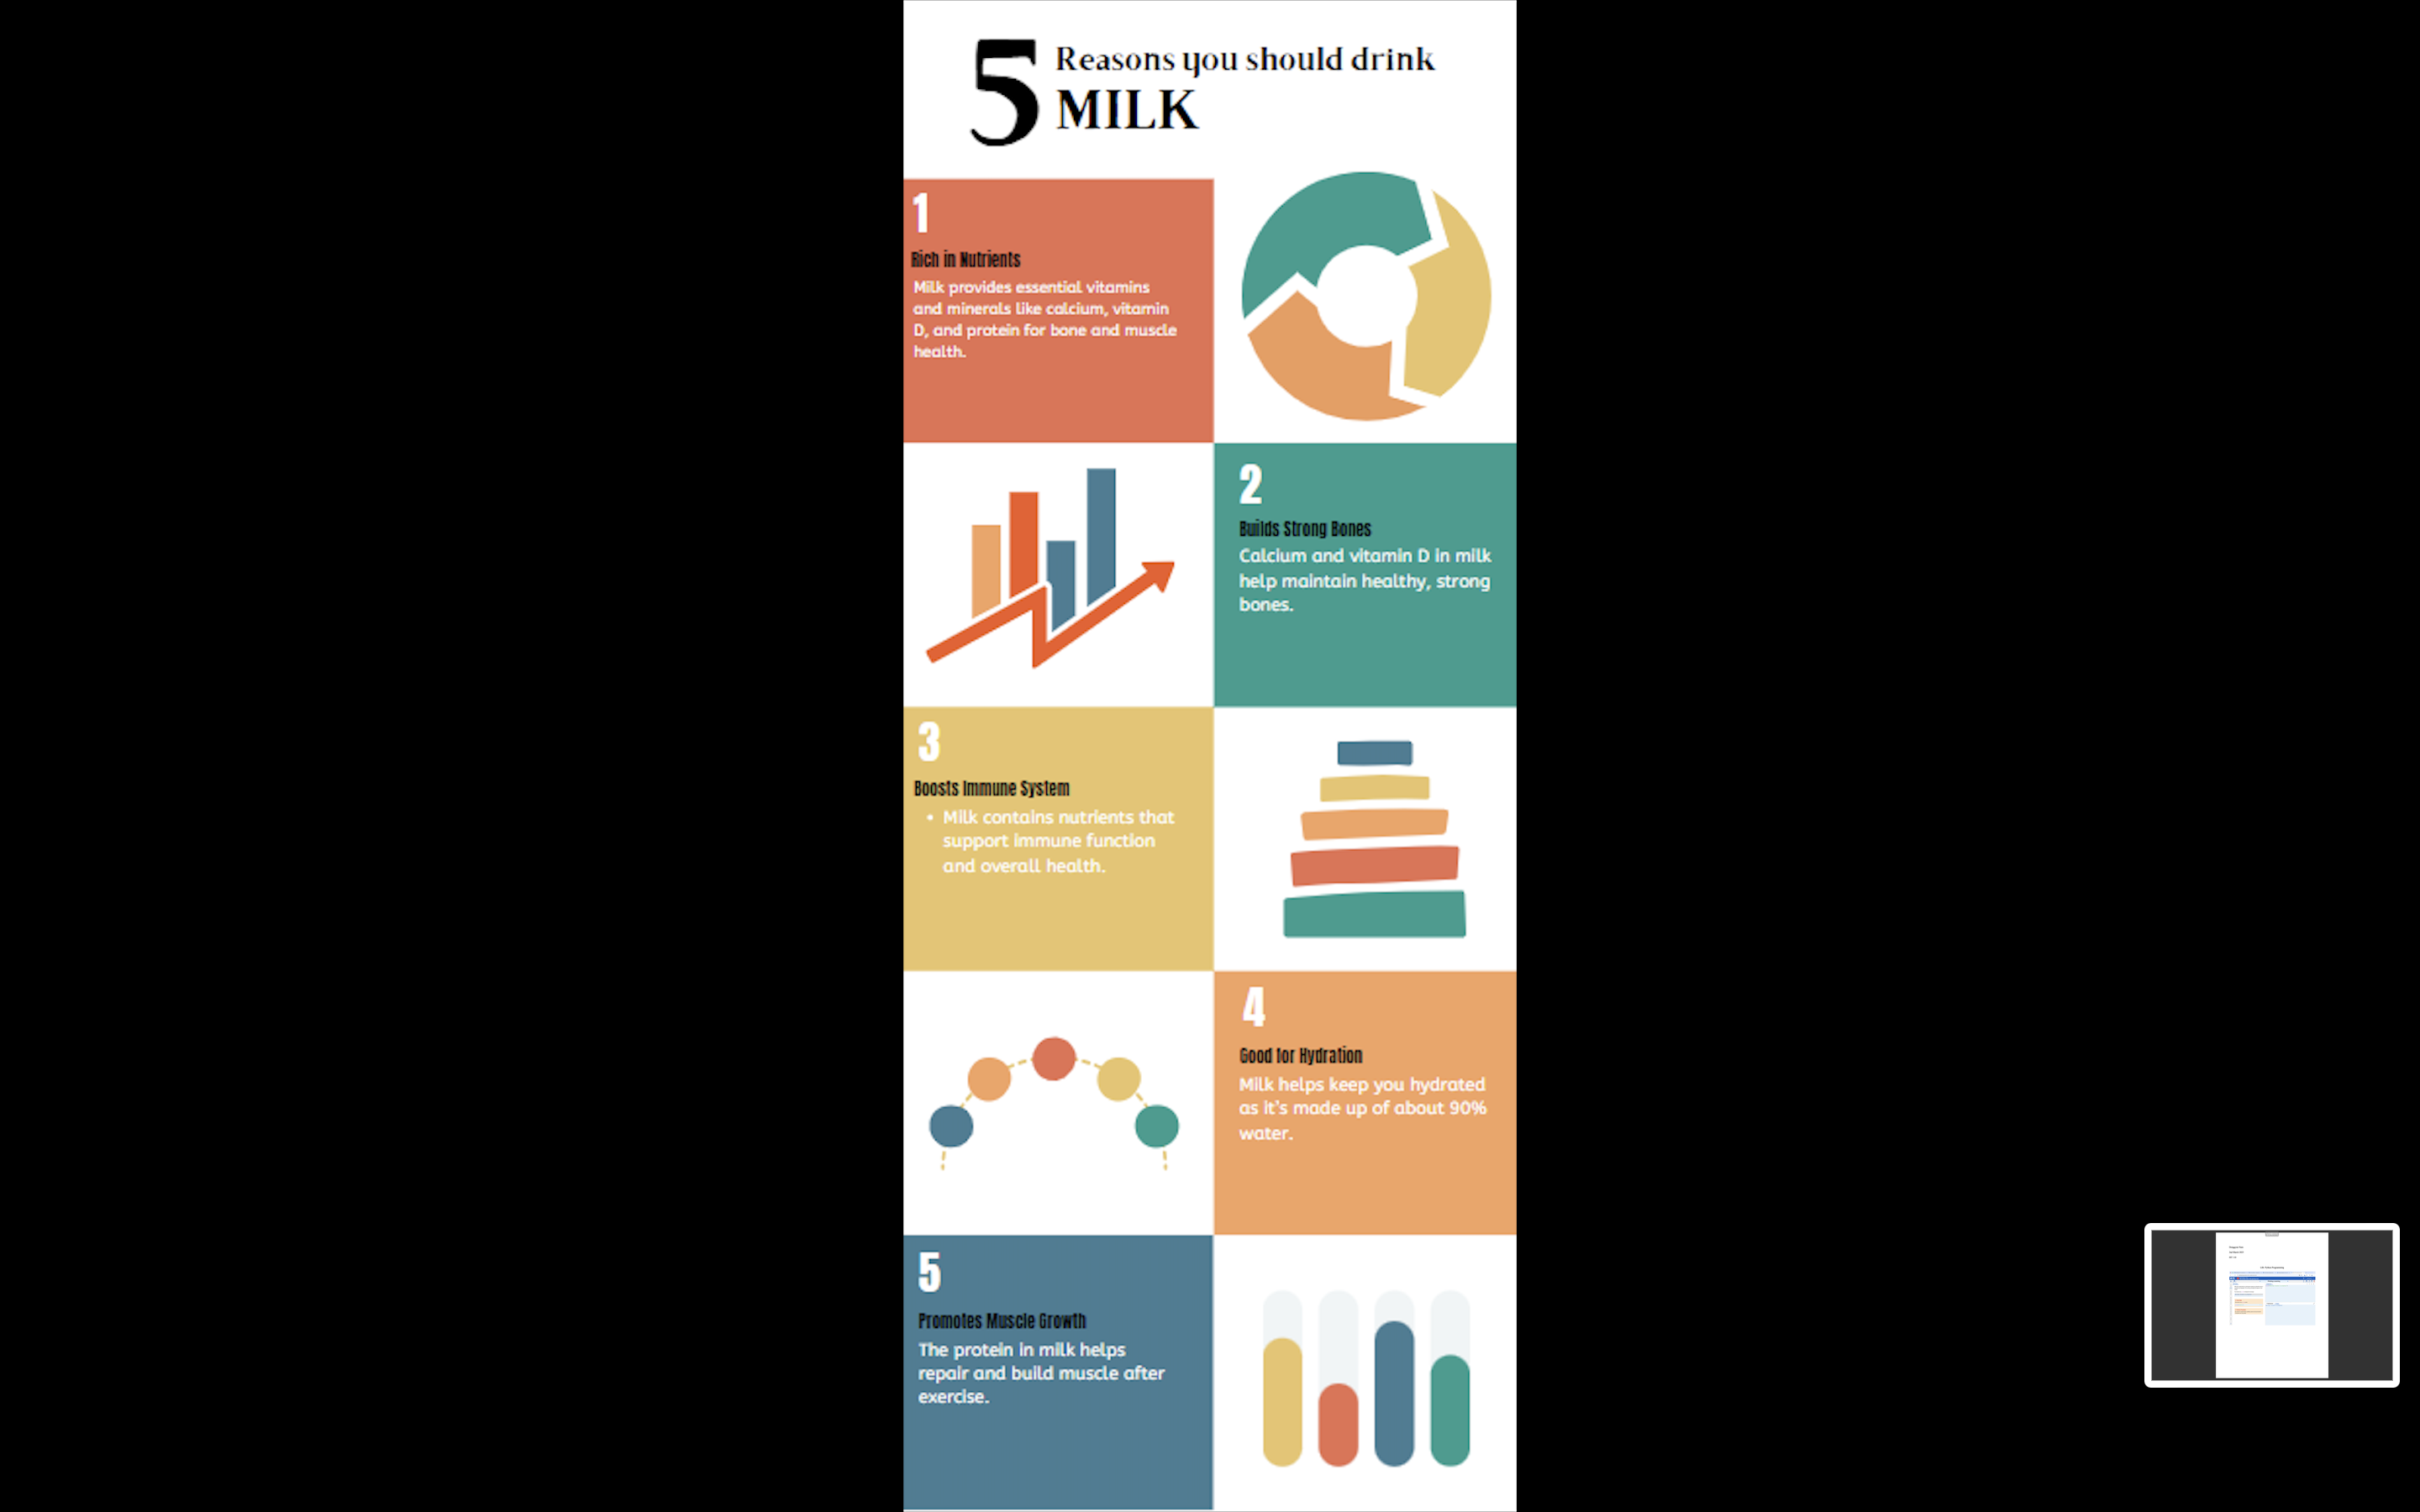 5
Reasons you should drink
MILK
1
Rich in Nutrients
Milk provides essential vitamins
and minerals like calcium, vitamin
D, and protein for bone and muscle
health.
2
Builds Strong Bones
Calcium and vitamin D in milk
help maintain healthy, strong
bones.
3
Boosts Immune System
• Milk contains nutrients that
support immune function
and overall health.
4
Good for Hydration
Milk helps keep you hydrated
as it's made up of about 90%
water.
5
Promotes Muscle Growth
The protein in milk helps
repair and build muscle after
exercise.